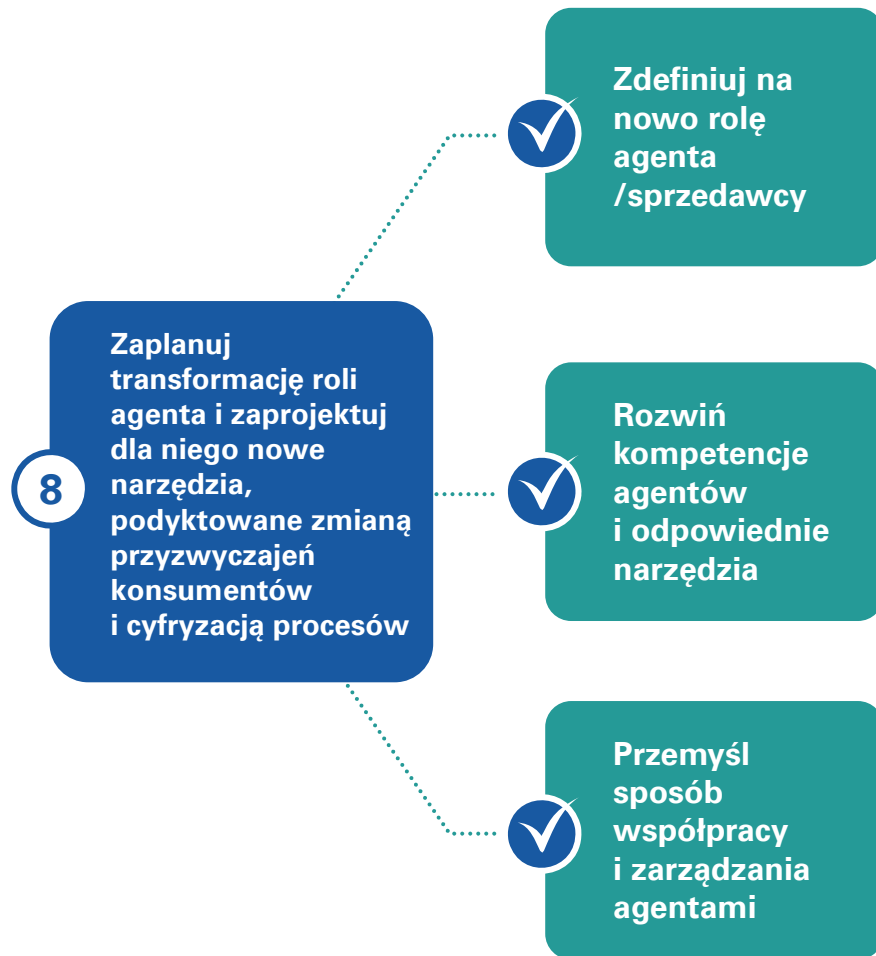 8
Zaplanuj
transformację roli
agenta i zaprojektuj
dla niego nowe
narzędzia,
podyktowane zmianą
przyzwyczajeń
konsumentów
i cyfryzacją procesów
Zdefiniuj na
nowo rolę
agenta
/sprzedawcy
Rozwiń
kompetencje
agentów
i odpowiednie
narzędzia
Przemyśl
sposób
współpracy
i zarządzania
agentami